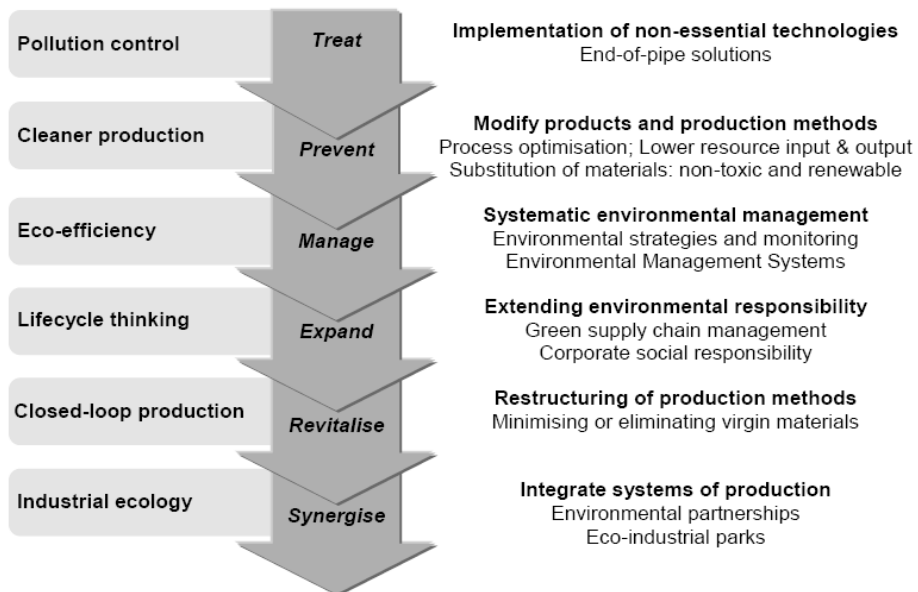 Pollution control
Treat
Implementation of non-essential technologies
End-of-pipe solutions
Cleaner production
Prevent
Modify products and production methods
Process optimisation; Lower resource input & output
Substitution of materials: non-toxic and renewable
Eco-efficiency
Manage
Systematic environmental management
Environmental strategies and monitoring
Environmental Management Systems
Lifecycle thinking
Expand
Extending environmental responsibility
Green supply chain management
Corporate social responsibility
Closed-loop production
Revitalise
Restructuring of production methods
Minimising or eliminating virgin materials
Industrial ecology
Synergise
Integrate systems of production
Environmental partnerships
Eco-industrial parks